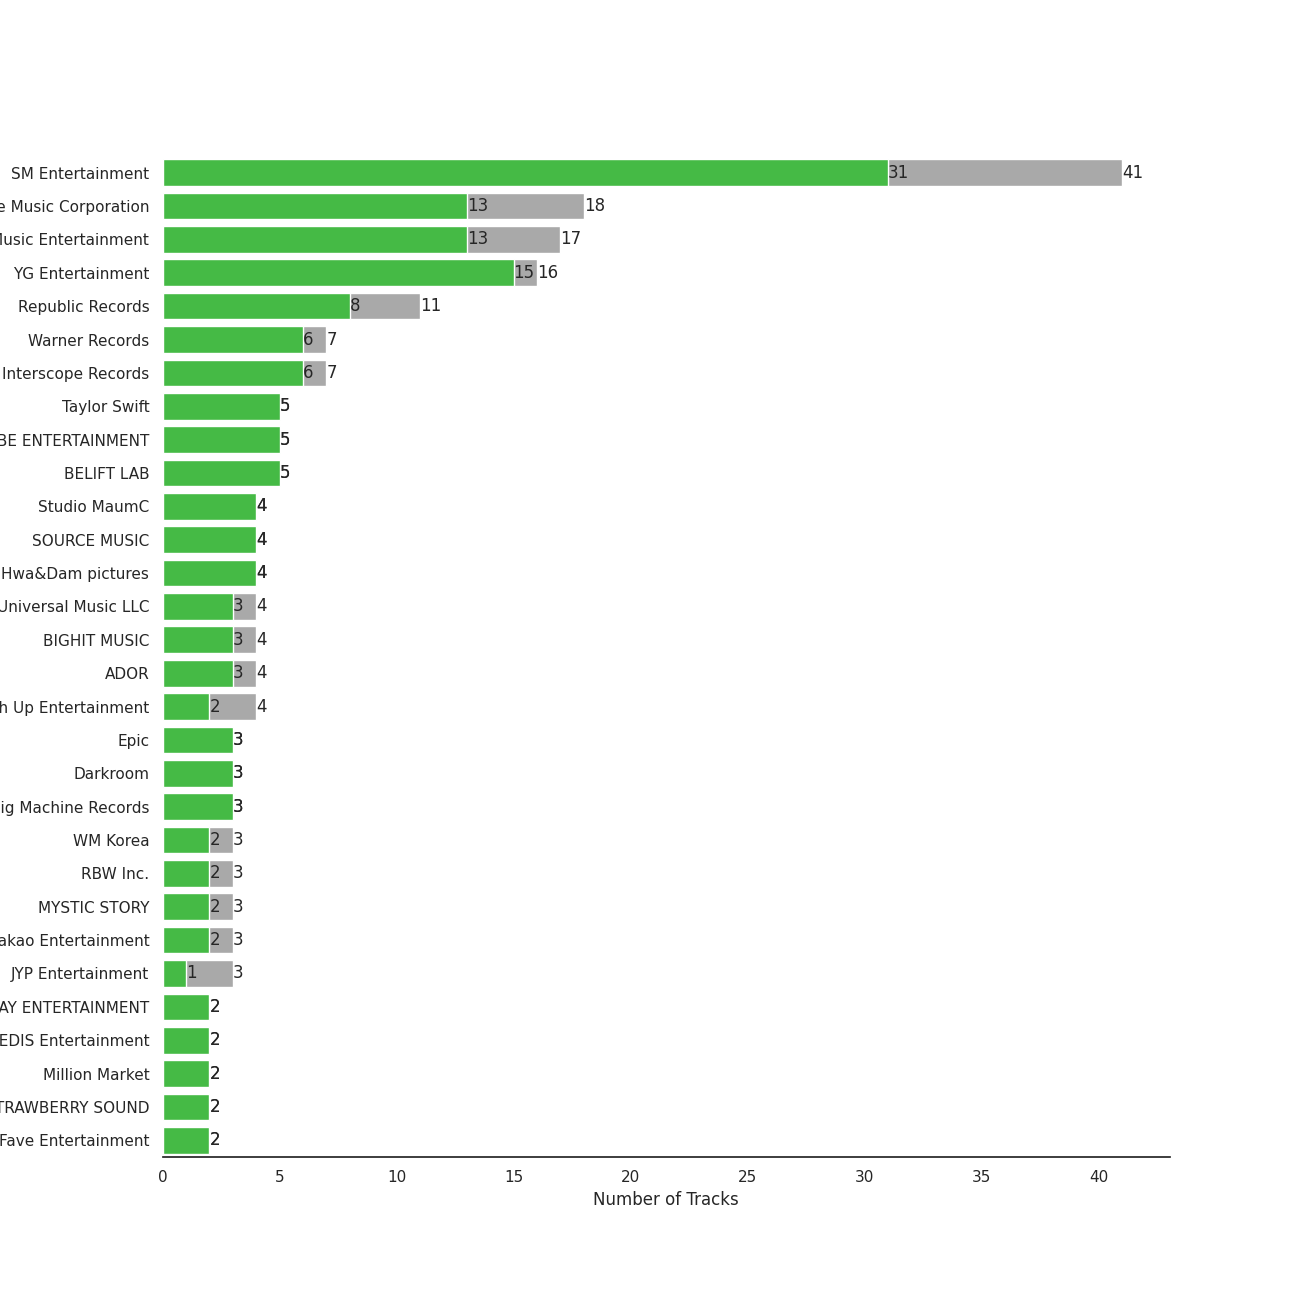 SM Entertainment 31 41
e Music Corporation 13 18
Music Entertainment 13 17
YG Entertainment 15 16
Republic Records 8 11
Warner Records 6 7
Interscope Records 6 7
Taylor Swift 5
BE ENTERTAINMENT 5
BELIFT LAB 5
Studio MaumC 4
SOURCE MUSIC 4
Hwa&Dam pictures 4
Universal Music LLC 3 4
BIGHIT MUSIC 3 4
ADOR 3 4
h Up Entertainment 2 4
Epic 3
Darkroom 3
ig Machine Records 3
WM Korea 2 3
RBW Inc. 2 3
MYSTIC STORY 2 3
akao Entertainment 2 3
JYP Entertainment 1 3
AY ENTERTAINMENT 2
EDIS Entertainment 2
Million Market 2
TRAWBERRY SOUND 2
Fave Entertainment 2
0 5 10 15 20 25 30 35 40
Number of Tracks